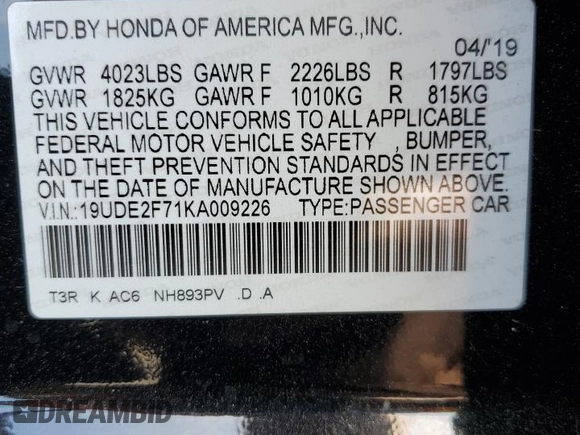 MFD.BY HONDA OF AMERICA MFG.,INC.
04/'19
GVWR 4023LBS GAWR F 2226LBS R 1797LBS
GVWR 1825KG GAWR F 1010KG R 815KG
THIS VEHICLE CONFORMS TO ALL APPLICABLE
FEDERAL MOTOR VEHICLE SAFETY , BUMPER,
AND THEFT PREVENTION STANDARDS IN EFFECT
ON THE DATE OF MANUFACTURE SHOWN ABOVE.
V.I.N.:19UDE2F71KA009226 TYPE:PASSENGER CAR
T3R K AC6 NH893PV .D .A
DREAMBID